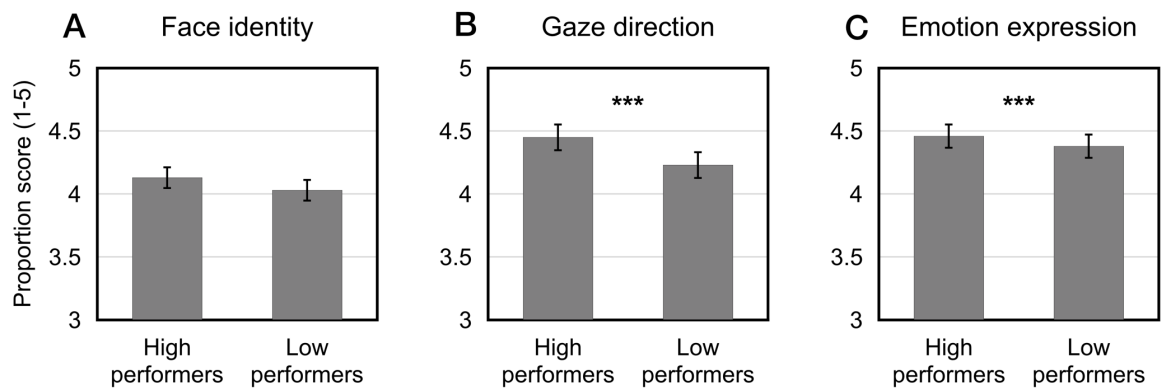 A Face identity
Proportion score (1-5)
5
4.5
4
3.5
3
High
performers
Low
performers
B Gaze direction
***
5
4.5
4
3.5
3
High
performers
Low
performers
C Emotion expression
***
5
4.5
4
3.5
3
High
performers
Low
performers